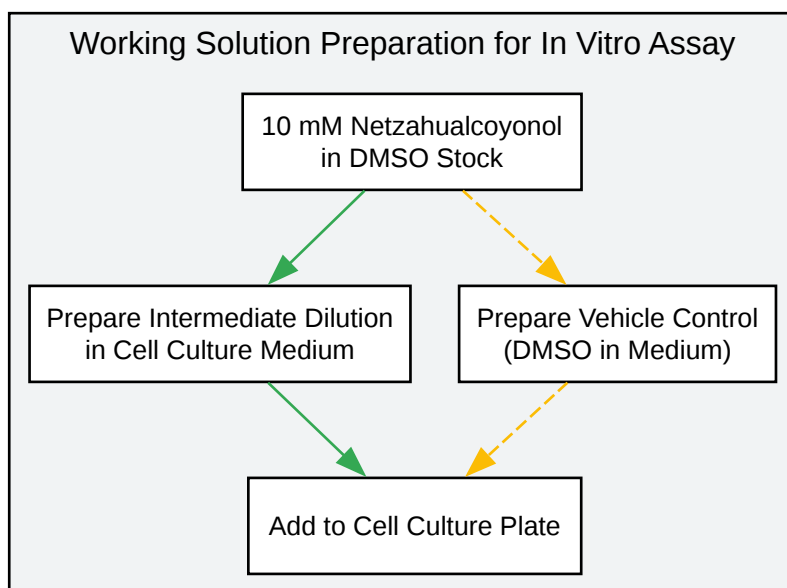 Working Solution Preparation for In Vitro Assay
10 mM Netzahualcoyonol
in DMSO Stock
Prepare Intermediate Dilution
in Cell Culture Medium
Prepare Vehicle Control
(DMSO in Medium)
Add to Cell Culture Plate